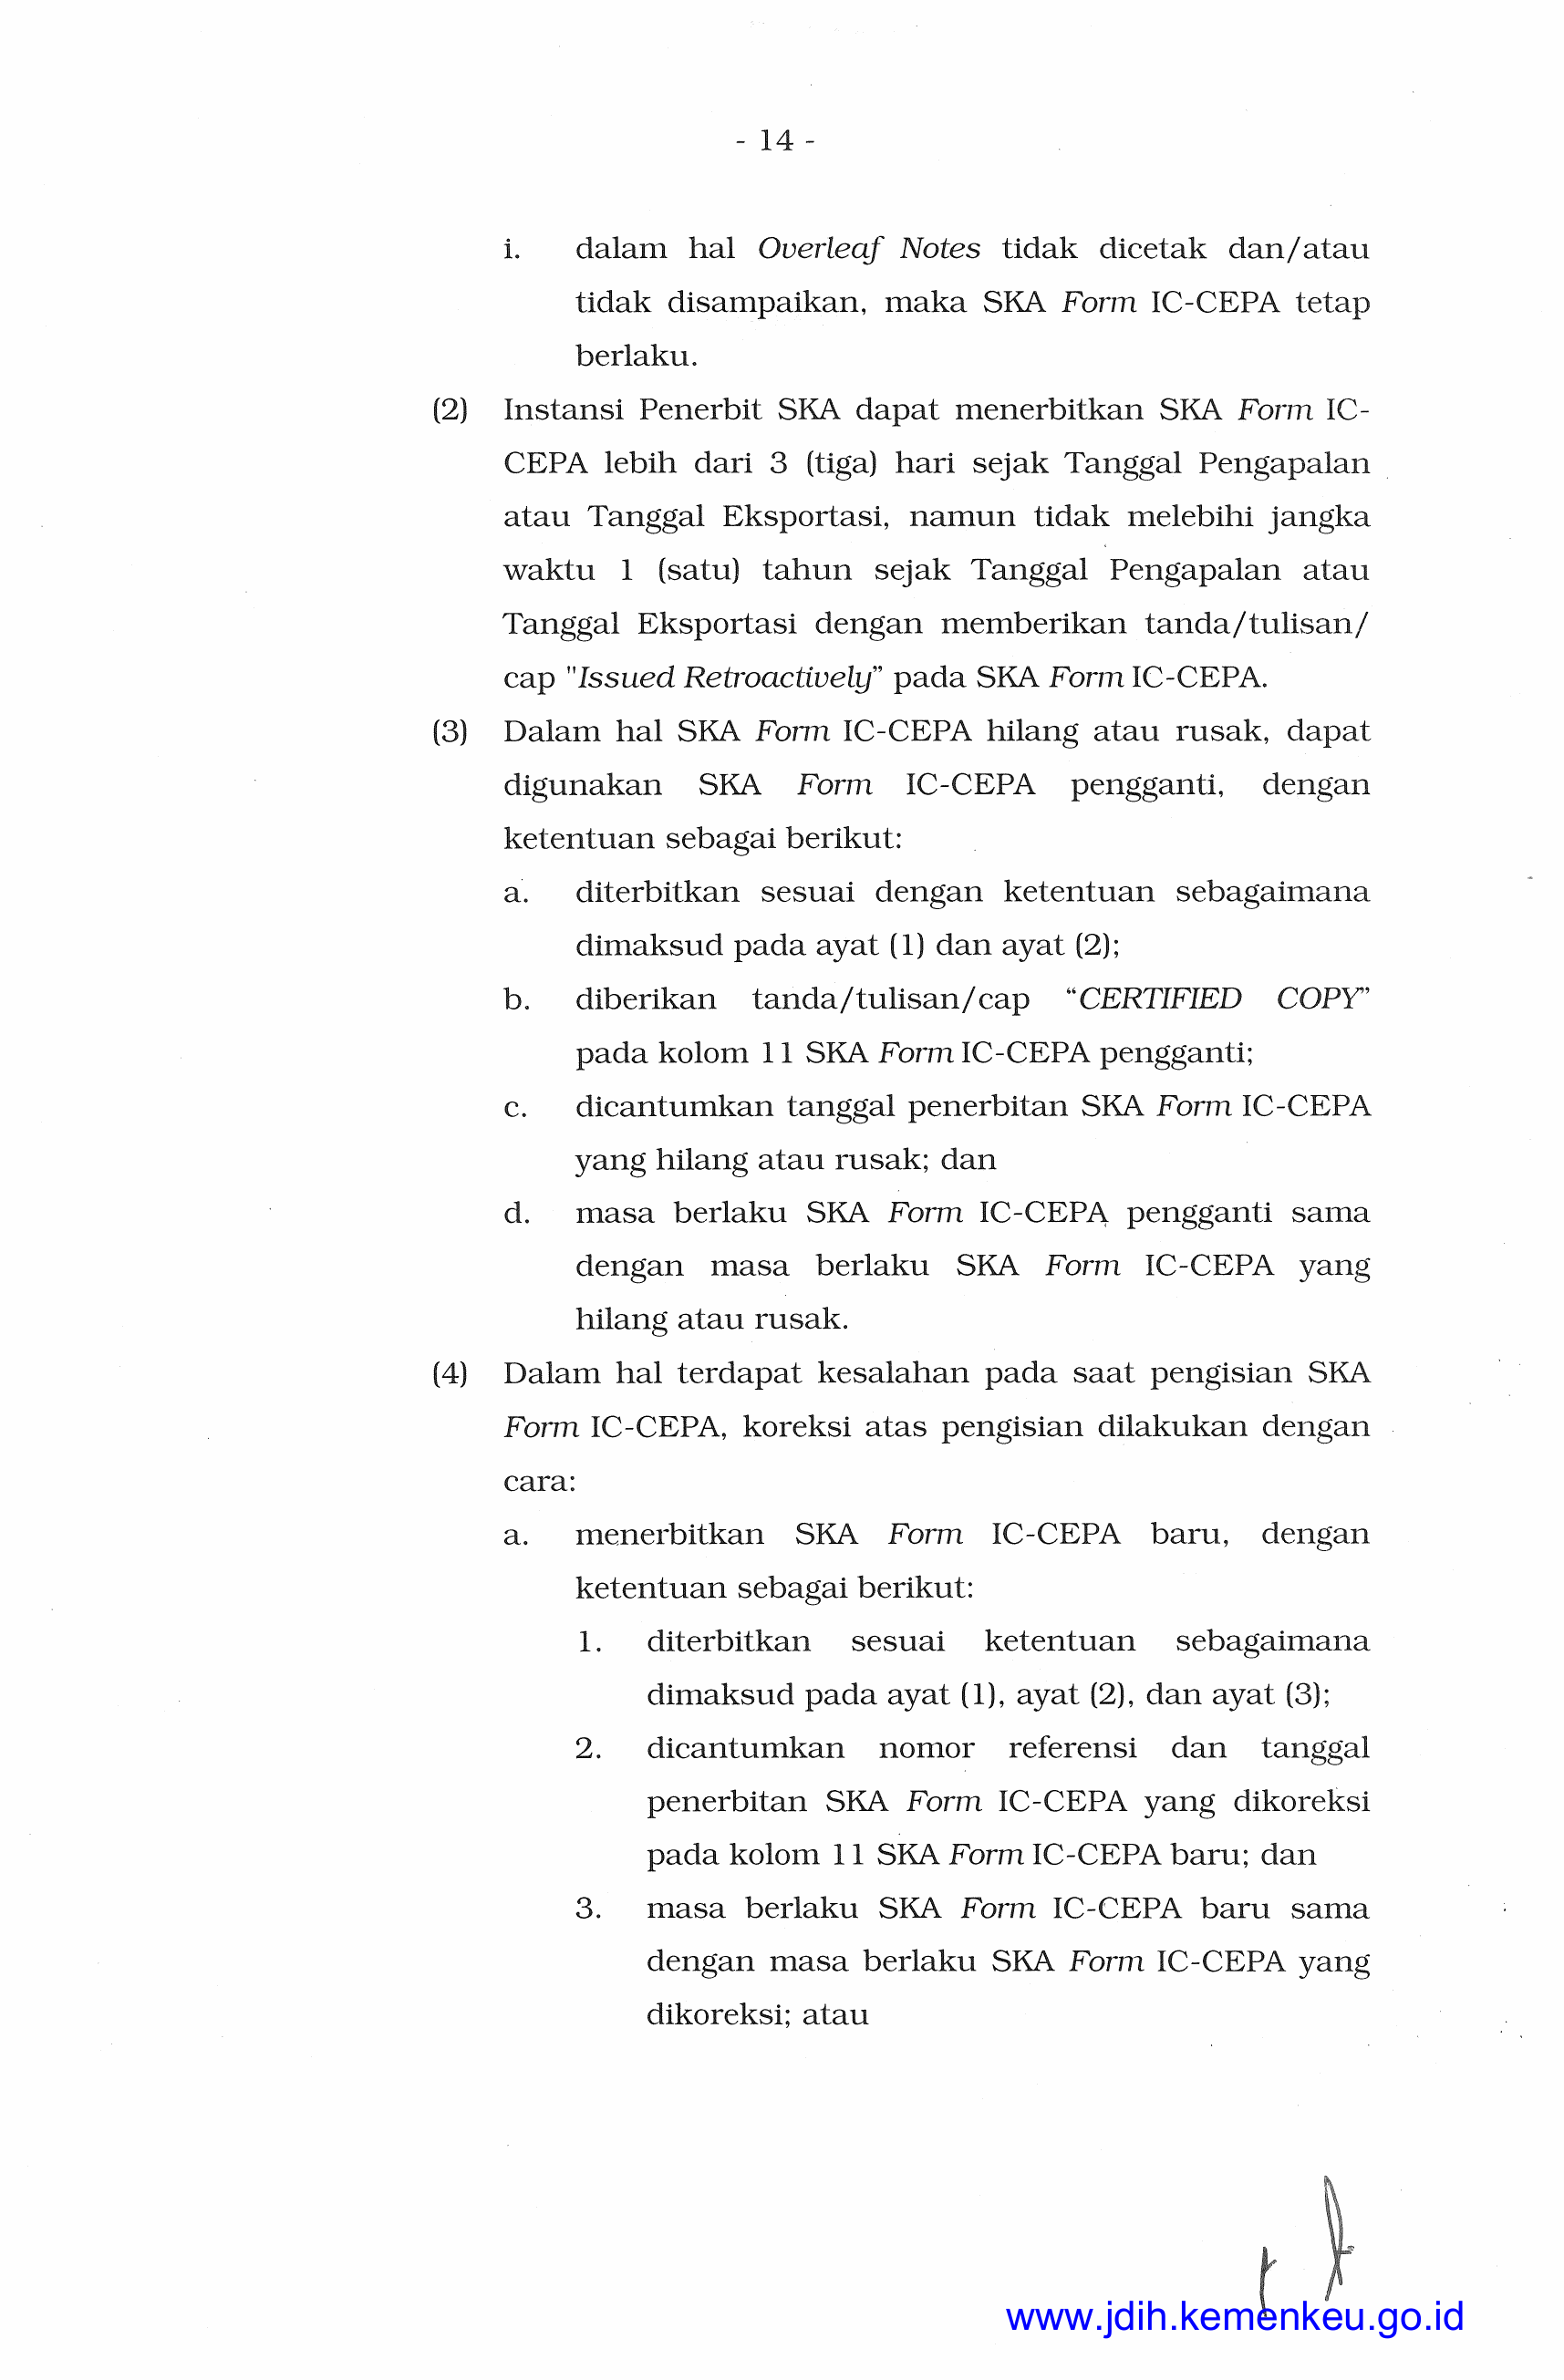 - 14 -
i. dalam hal Overleaf Notes tidak dicetak dan/atau
tidak disampaikan, maka SKA Form IC-CEPA tetap
berlaku.
(2) Instansi Penerbit SKA dapat menerbitkan SKA Form IC-
CEPA lebih dari 3 (tiga) hari sejak Tanggal Pengapalan
atau Tanggal Eksportasi, namun tidak melebihi jangka
waktu 1 (satu) tahun sejak Tanggal Pengapalan atau
Tanggal Eksportasi dengan memberikan tanda/tulisan/
cap "Issued Retroactively” pada SKA Form IC-CEPA.
(3) Dalam hal SKA Form IC-CEPA hilang atau rusak, dapat
digunakan SKA Form IC-CEPA pengganti, dengan
ketentuan sebagai berikut:
a. diterbitkan sesuai dengan ketentuan sebagaimana
dimaksud pada ayat (1) dan ayat (2);
b. diberikan tanda/tulisan/cap “CERTIFIED COPY”
pada kolom 11 SKA Form IC-CEPA pengganti;
c. dicantumkan tanggal penerbitan SKA Form IC-CEPA
yang hilang atau rusak; dan
d. masa berlaku SKA Form IC-CEPA pengganti sama
dengan masa berlaku SKA Form IC-CEPA yang
hilang atau rusak.
(4) Dalam hal terdapat kesalahan pada saat pengisian SKA
Form IC-CEPA, koreksi atas pengisian dilakukan dengan
cara:
a. menerbitkan SKA Form IC-CEPA baru, dengan
ketentuan sebagai berikut:
1. diterbitkan sesuai ketentuan sebagaimana
dimaksud pada ayat (1), ayat (2), dan ayat (3);
2. dicantumkan nomor referensi dan tanggal
penerbitan SKA Form IC-CEPA yang dikoreksi
pada kolom 11 SKA Form IC-CEPA baru; dan
3. masa berlaku SKA Form IC-CEPA baru sama
dengan masa berlaku SKA Form IC-CEPA yang
dikoreksi; atau
www.jdih.kemenkeu.go.id